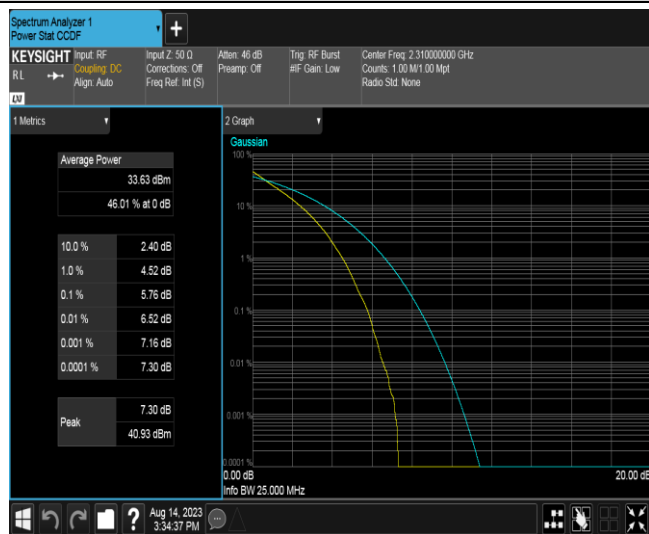 Spectrum Analyzer 1
Power Stat CCDF
+
KEYSIGHT
RL
LXI
Input: RF
Coupling: DC
Align: Auto
Input Z: 50 Ω
Corrections: Off
Freq Ref: Int (S)
Atten: 46 dB
Preamp: Off
Trig: RF Burst
#IF Gain: Low
Center Freq: 2.310000000 GHz
Counts: 1.00 M/1.00 Mpt
Radio Std: None
1 Metrics
Average Power
33.63 dBm
46.01 % at 0 dB
10.0 % 2.40 dB
1.0 % 4.52 dB
0.1 % 5.76 dB
0.01 % 6.52 dB
0.001 % 7.16 dB
0.0001 % 7.30 dB
Peak
7.30 dB
40.93 dBm
2 Graph
Gaussian
100 %
10 %
1 %
0.1 %
0.01 %
0.001 %
0.0001 %
0.00 dB
20.00 dB
Info BW 25.000 MHz
?
Aug 14, 2023
3:34:37 PM